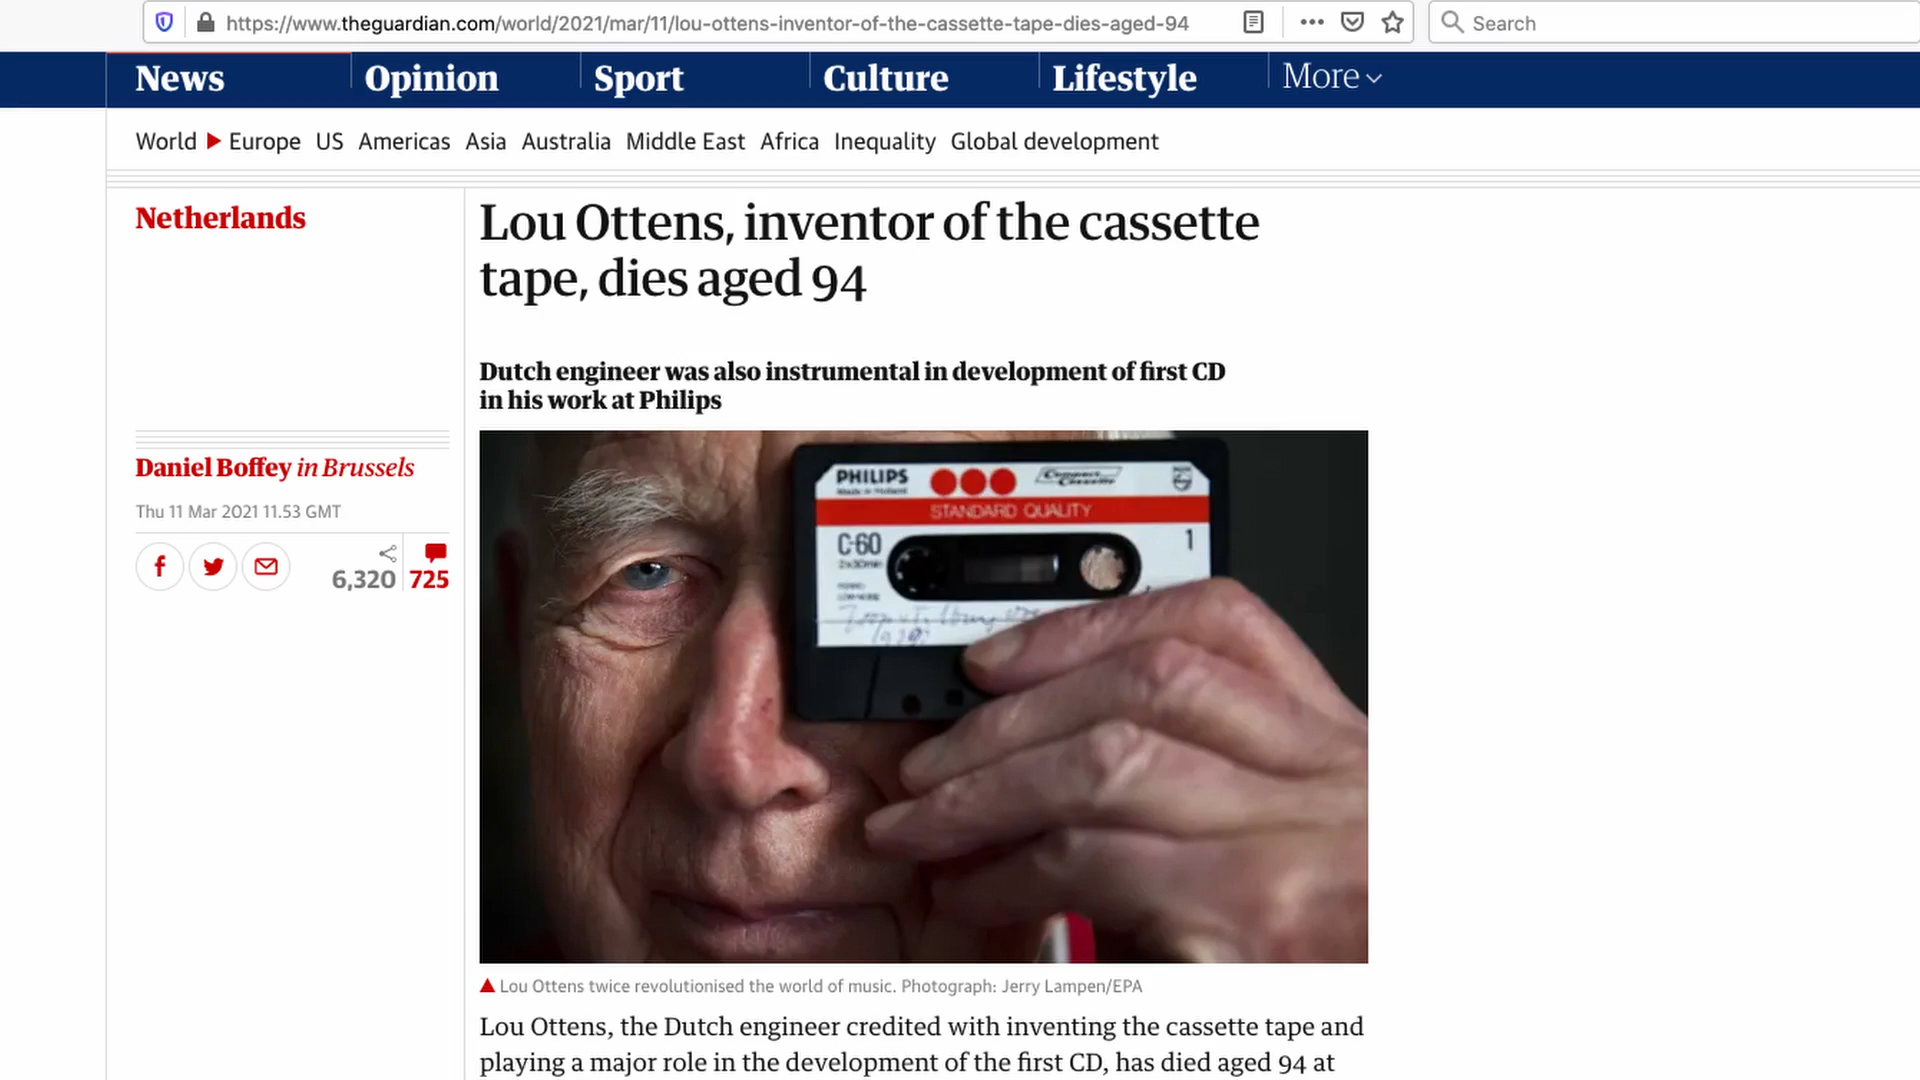 https://www.theguardian.com/world/2021/mar/11/lou-ottens-inventor-of-the-cassette-tape-dies-aged-94
Search
News Opinion Sport Culture Lifestyle More
World Europe US Americas Asia Australia Middle East Africa Inequality Global development
Netherlands
Lou Ottens, inventor of the cassette
tape, dies aged 94
Dutch engineer was also instrumental in development of first CD
in his work at Philips
Daniel Boffey in Brussels
Thu 11 Mar 2021 11.53 GMT
6,320 725
PHILIPS
Made in Holland
Compact
Cassette
STANDARD QUALITY
C-60
2x30min
1
Lou Ottens twice revolutionised the world of music. Photograph: Jerry Lampen/EPA
Lou Ottens, the Dutch engineer credited with inventing the cassette tape and
playing a major role in the development of the first CD, has died aged 94 at